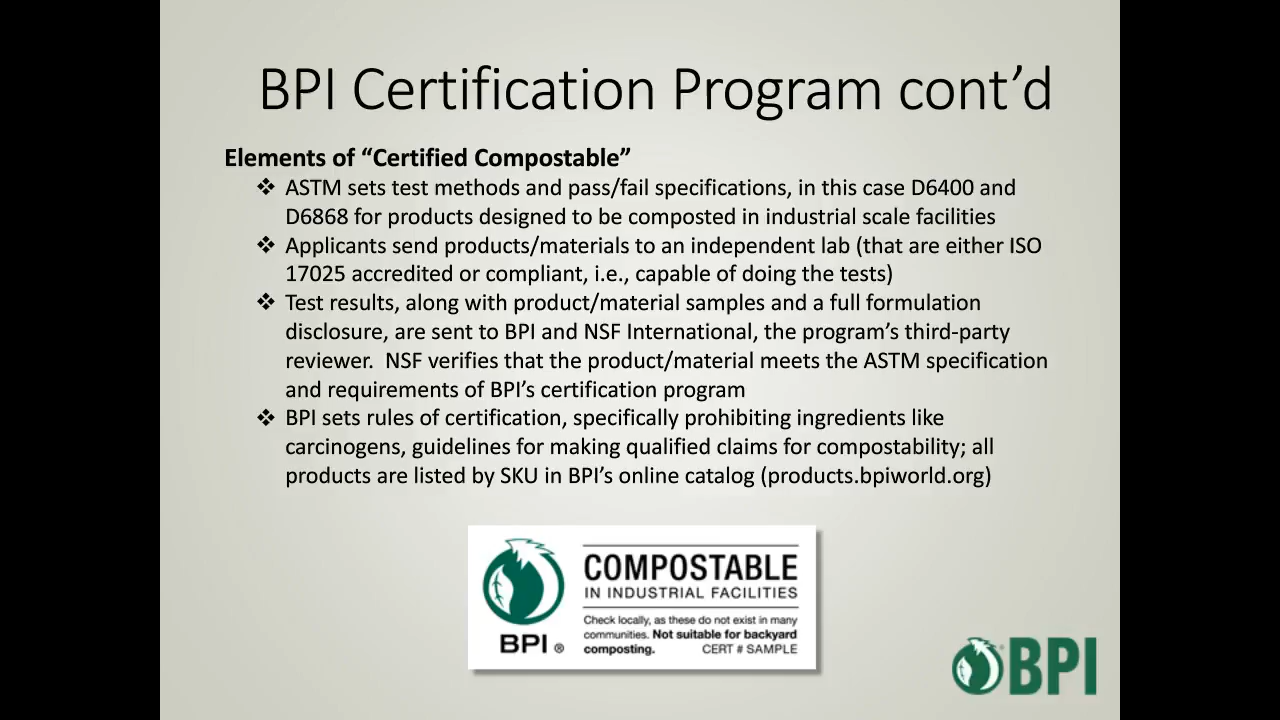 BPI Certification Program cont’d
Elements of “Certified Compostable”
❖ ASTM sets test methods and pass/fail specifications, in this case D6400 and
D6868 for products designed to be composted in industrial scale facilities
❖ Applicants send products/materials to an independent lab (that are either ISO
17025 accredited or compliant, i.e., capable of doing the tests)
❖ Test results, along with product/material samples and a full formulation
disclosure, are sent to BPI and NSF International, the program’s third-party
reviewer.  NSF verifies that the product/material meets the ASTM specification
and requirements of BPI’s certification program
❖ BPI sets rules of certification, specifically prohibiting ingredients like
carcinogens, guidelines for making qualified claims for compostability; all
products are listed by SKU in BPI’s online catalog (products.bpiworld.org)
COMPOSTABLE
IN INDUSTRIAL FACILITIES
Check locally, as these do not exist in many
communities. Not suitable for backyard
composting. CERT # SAMPLE
BPI ®
BPI